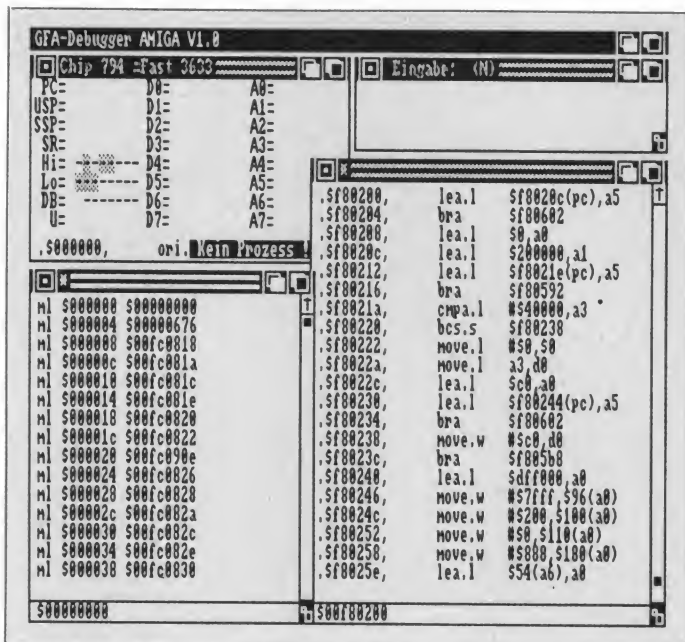 GFA-Debugger AMIGA V1.0
Chip 794 =Fast 3633
PC= D0= A0=
USP= D1= A1=
SSP= D2= A2=
SR= D3= A3=
Hi= D4= A4=
Lo= D5= A5=
DB= ------ D6= A6=
U= D7= A7=
.$000000, ori. Kein Prozess !
Eingabe: (N)
*
ml $000000 $00000000
ml $000004 $00000676
ml $000008 $00fc0818
ml $00000c $00fc081a
ml $000010 $00fc081c
ml $000014 $00fc081e
ml $000018 $00fc0820
ml $00001c $00fc0822
ml $000020 $00fc090e
ml $000024 $00fc0826
ml $000028 $00fc0828
ml $00002c $00fc082a
ml $000030 $00fc082c
ml $000034 $00fc082e
ml $000038 $00fc0830
$00000000
*
.$f80200, lea.l $f8020c(pc),a5
.$f80204, bra $f80602
.$f80208, lea.l $0,a0
.$f8020c, lea.l $200000,a1
.$f80212, lea.l $f8021e(pc),a5
.$f80216, bra $f80592
.$f8021a, cmpa.l #$40000,a3
.$f80220, bcs.s $f80238
.$f80222, move.l #$0,$0
.$f8022a, move.l a3,d0
.$f8022c, lea.l $c0,a0
.$f80230, lea.l $f80244(pc),a5
.$f80234, bra $f80602
.$f80238, move.w #$c0,d0
.$f8023c, bra $f805b8
.$f80240, lea.l $dff000,a0
.$f80246, move.w #$7fff,$96(a0)
.$f8024c, move.w #$200,$100(a0)
.$f80252, move.w #$0,$110(a0)
.$f80258, move.w #$888,$180(a0)
.$f8025e, lea.l $54(a6),a0
$00f80200